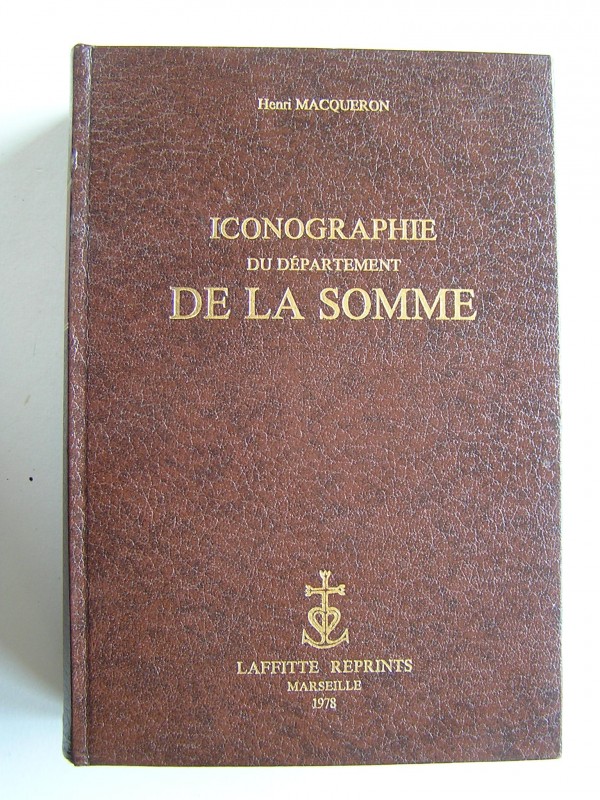 Henri MACQUERON
ICONOGRAPHIE
DU DÉPARTEMENT
DE LA SOMME
LAFFITTE REPRINTS
MARSEILLE
1978